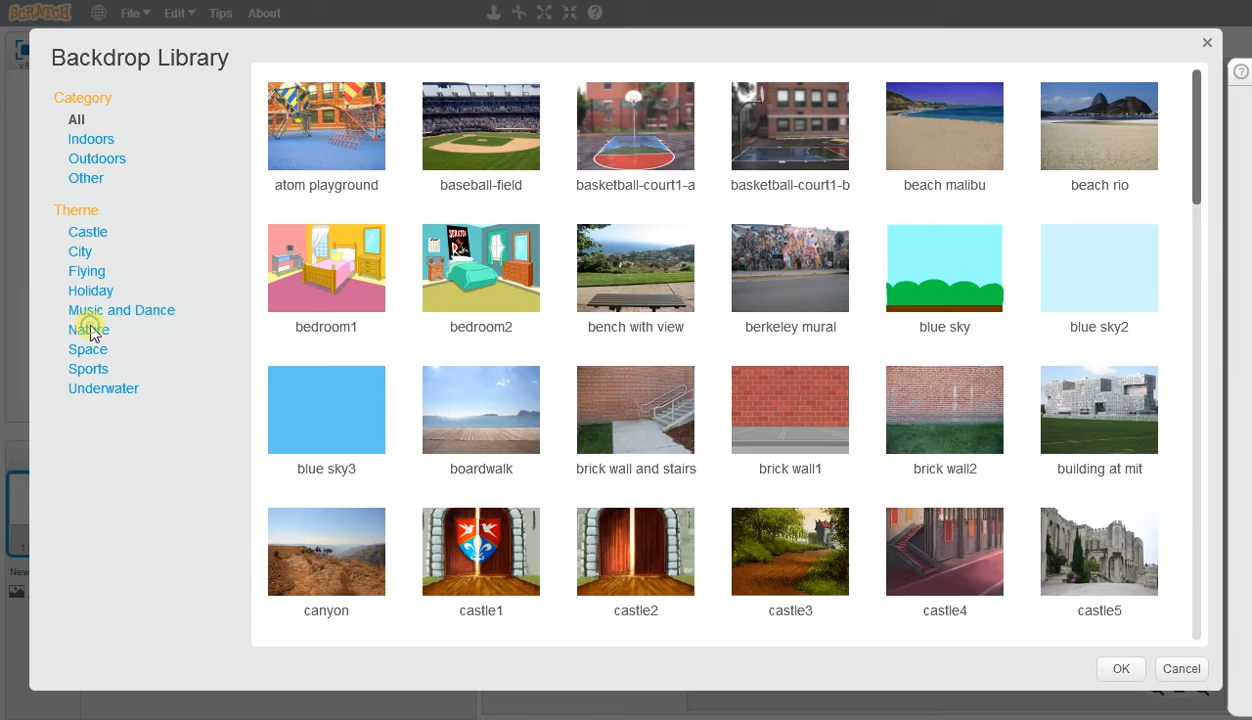 SCRATCH File Edit Tips About
Backdrop Library
Category
All
Indoors
Outdoors
Other
Theme
Castle
City
Flying
Holiday
Music and Dance
Nature
Space
Sports
Underwater
atom playground baseball-field basketball-court1-a basketball-court1-b beach malibu beach rio
bedroom1 bedroom2 bench with view berkeley mural blue sky blue sky2
blue sky3 boardwalk brick wall and stairs brick wall1 brick wall2 building at mit
canyon castle1 castle2 castle3 castle4 castle5
New
OK Cancel